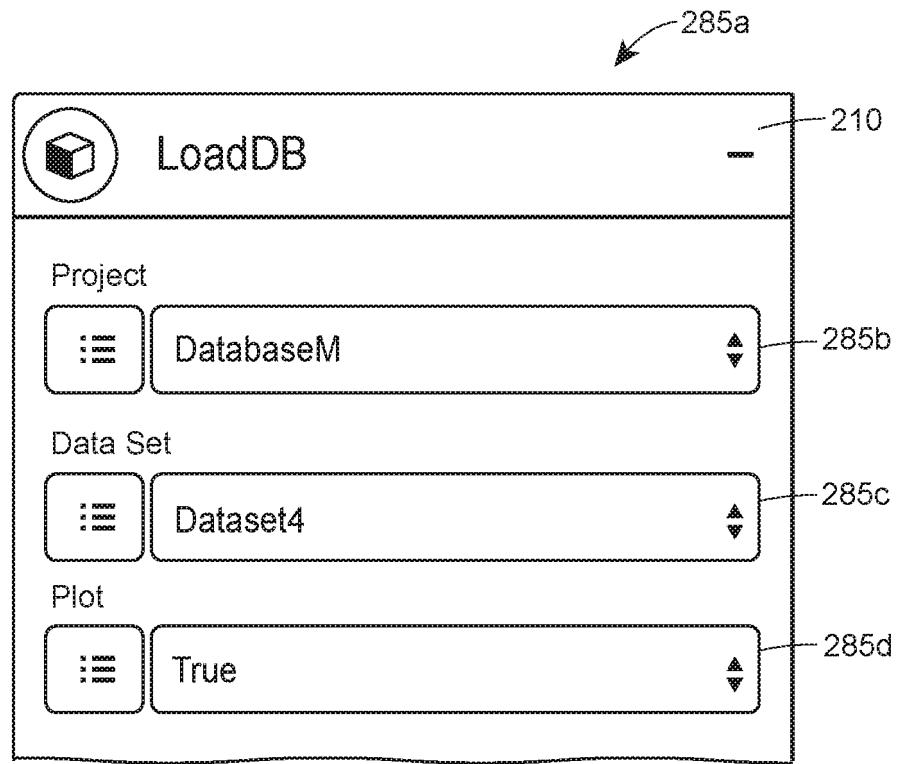 285a
210
LoadDB
Project
DatabaseM
285b
Data Set
Dataset4
285c
Plot
True
285d